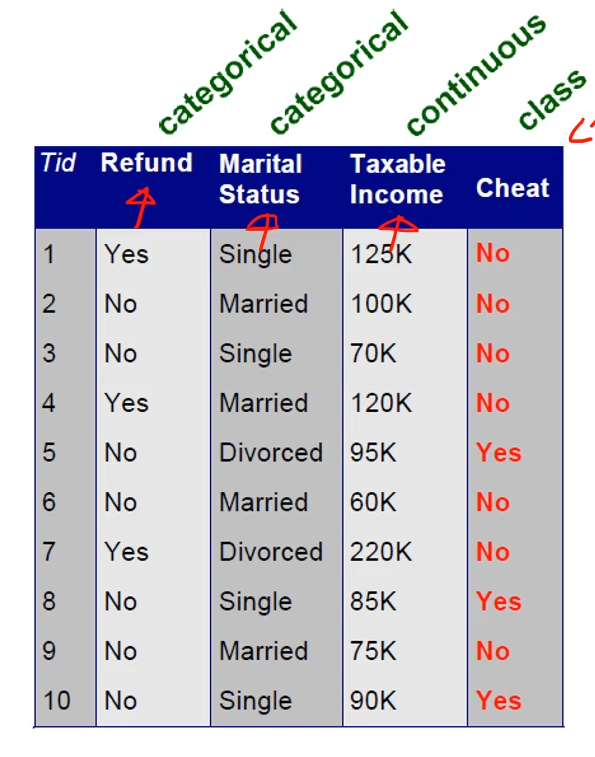 categorical categorical continuous class
Tid Refund Marital Status Taxable Income Cheat
1 Yes Single 125K No
2 No Married 100K No
3 No Single 70K No
4 Yes Married 120K No
5 No Divorced 95K Yes
6 No Married 60K No
7 Yes Divorced 220K No
8 No Single 85K Yes
9 No Married 75K No
10 No Single 90K Yes